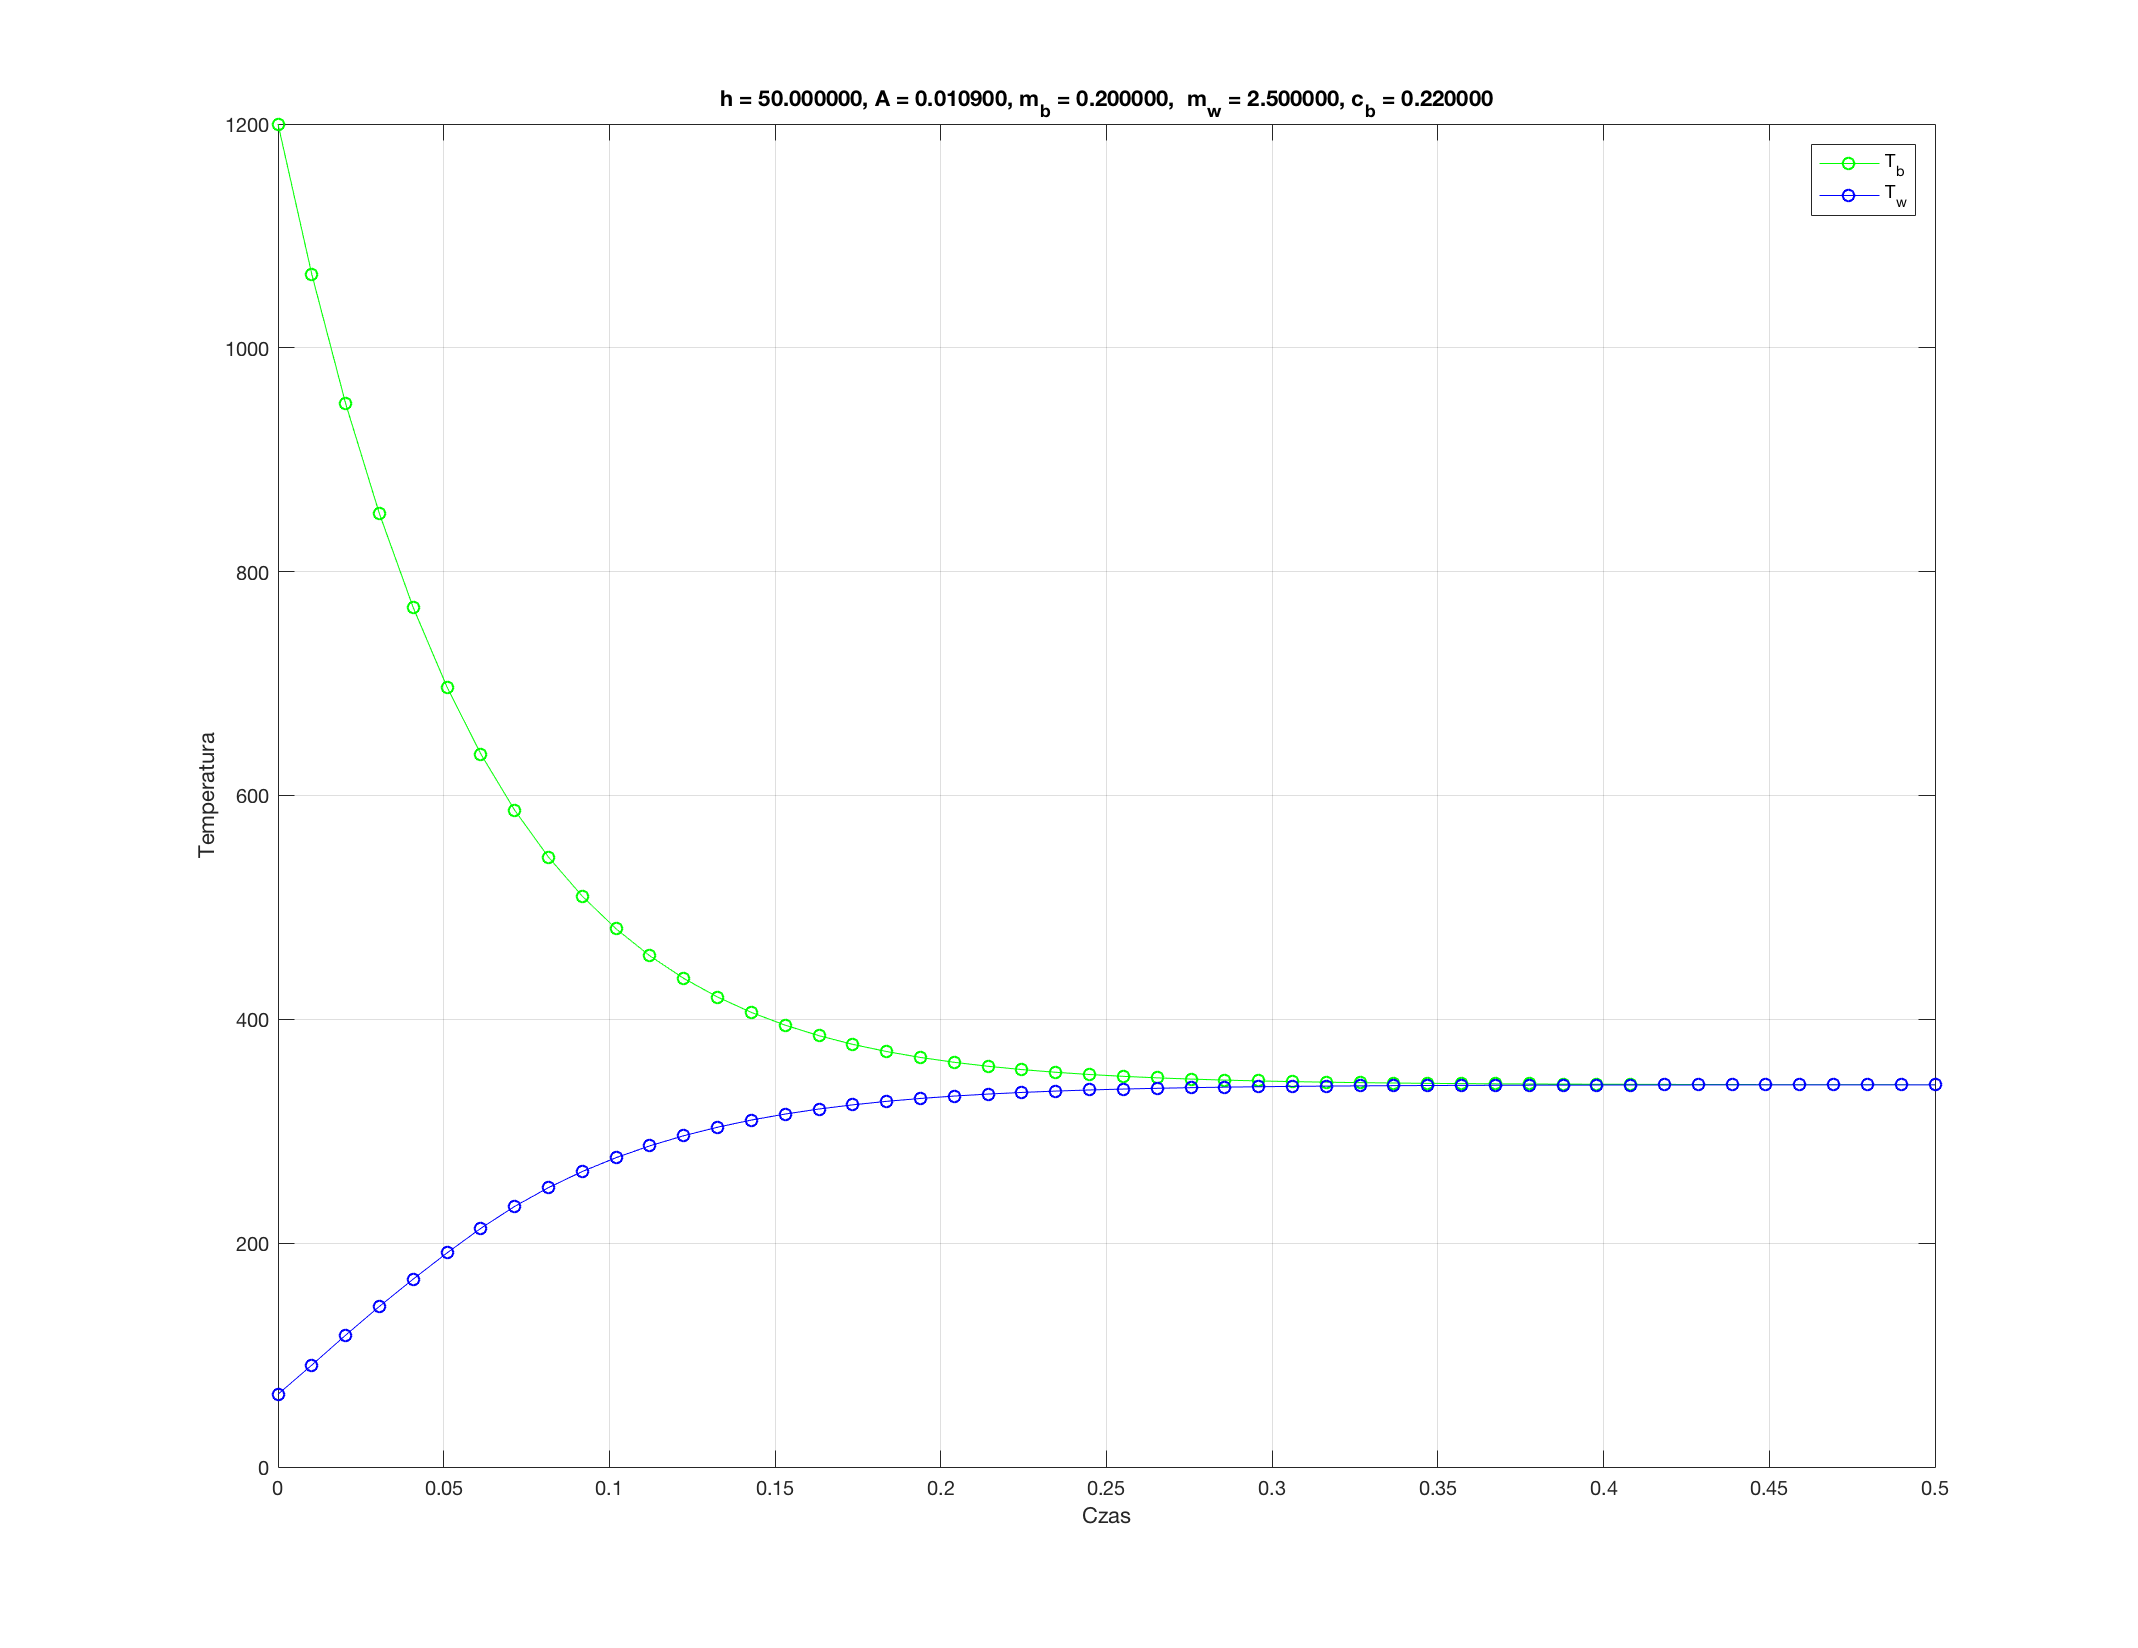 h = 50.000000, A = 0.010900, m_b = 0.200000,  m_w = 2.500000, c_b = 0.220000
T_b
T_w
1200
1000
800
600
400
200
0
Temperatura
0 0.05 0.1 0.15 0.2 0.25 0.3 0.35 0.4 0.45 0.5
Czas